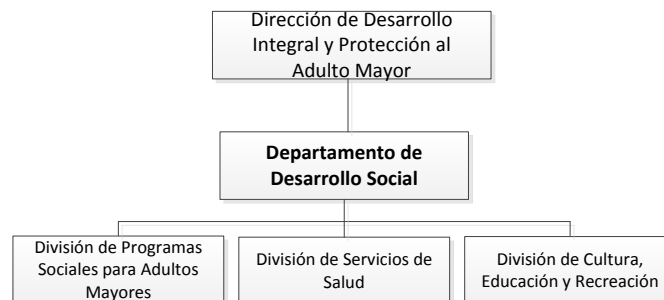 Dirección de Desarrollo
Integral y Protección al
Adulto Mayor
Departamento de
Desarrollo Social
División de Programas
Sociales para Adultos
Mayores
División de Servicios de
Salud
División de Cultura,
Educación y Recreación